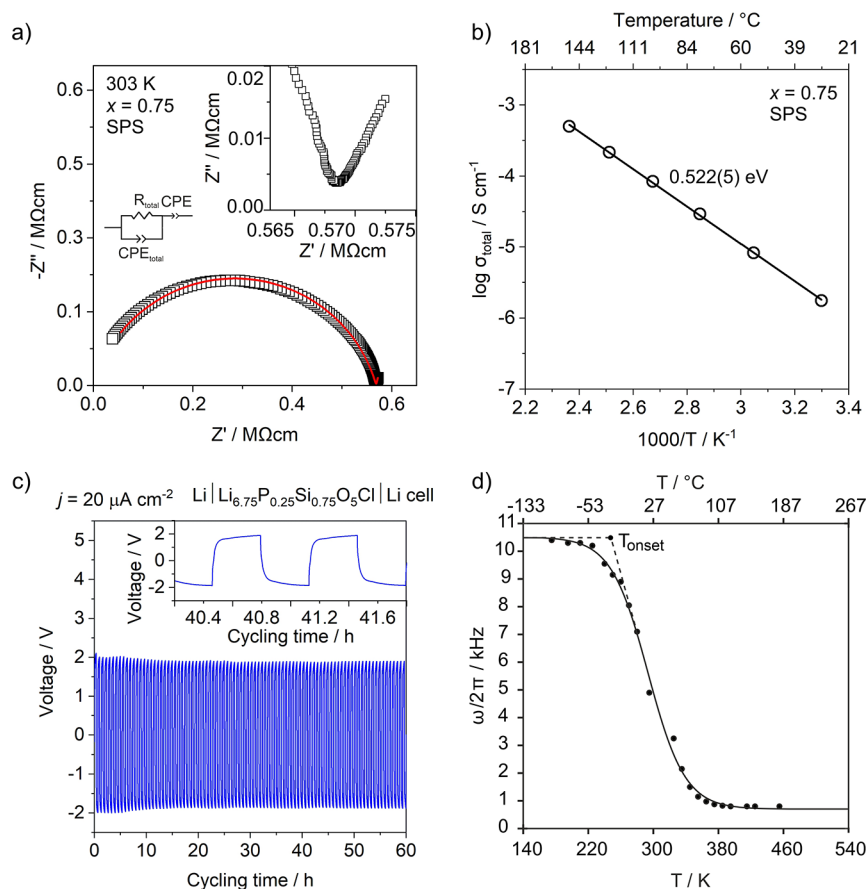 a)
303 K
x = 0.75
SPS
R_total CPE
CPE_total
-Z'' / MΩcm
0.6
0.5
0.3
0.2
0.1
0.0
0.0 0.2 0.4 0.6
Z' / MΩcm
Z'' / MΩcm
0.02
0.01
0.00
0.565 0.570 0.575
Z' / MΩcm
b)
Temperature / °C
181 144 111 84 60 39 21
x = 0.75
SPS
0.522(5) eV
log σ_total / S cm⁻¹
-3
-4
-5
-6
-7
2.2 2.4 2.6 2.8 3.0 3.2 3.4
1000/T / K⁻¹
c)
j = 20 μA cm⁻² Li|Li₆.₇₅P₀.₂₅Si₀.₇₅O₅Cl|Li cell
Voltage / V
5
4
3
2
1
0
-1
-2
0 10 20 30 40 50 60
Cycling time / h
Voltage / V
2
0
-2
40.4 40.8 41.2 41.6
Cycling time / h
d)
T / °C
-133 -53 27 107 187 267
T_onset
ω/2π / kHz
11
10
9
8
7
6
5
4
3
2
1
0
140 220 300 380 460 540
T / K